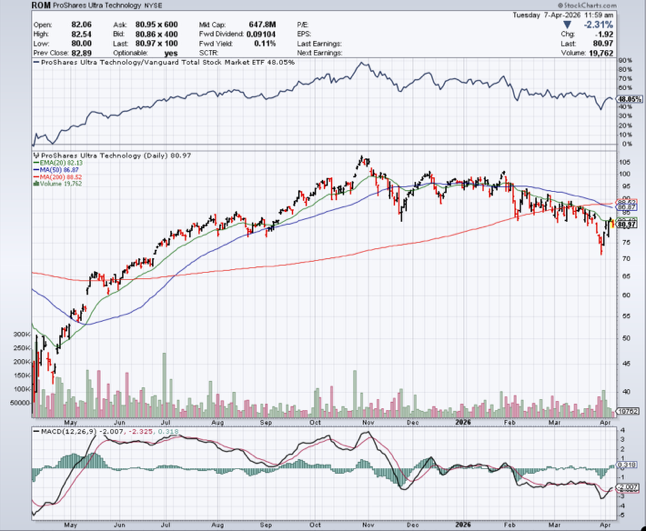 ROM ProShares Ultra Technology NYSE
© StockCharts.com
Tuesday 7-Apr-2026 11:59 am
Open: 82.06 Ask: 80.95 x 600 Mkt Cap: 647.8M P/E: ▼ -2.31%
High: 82.54 Bid: 80.86 x 400 Fwd Dividend: 0.09104 EPS: Chg: -1.92
Low: 80.00 Last: 80.97 x 100 Fwd Yield: 0.11% Last Earnings: Last: 80.97
Prev Close: 82.89 Optionable: yes SCTR: Next Earnings: Volume: 19,762
ProShares Ultra Technology/Vanguard Total Stock Market ETF 48.05%
90%
80%
70%
60%
48.05%
40%
30%
20%
10%
0%
ProShares Ultra Technology (Daily) 80.97
EMA(20) 82.13
MA(50) 86.87
MA(200) 88.52
Volume 19,762
105
100
95
90
86.87
85
80.97
75
70
65
60
55
50
45
40
300K
250K
200K
150K
100K
50000
19762
May Jun Jul Aug Sep Oct Nov Dec 2026 Feb Mar Apr
MACD(12,26,9) -2.007, -2.325, 0.318
4
3
2
1
0.318
-1
-2.007
-3
-4
-5
May Jun Jul Aug Sep Oct Nov Dec 2026 Feb Mar Apr